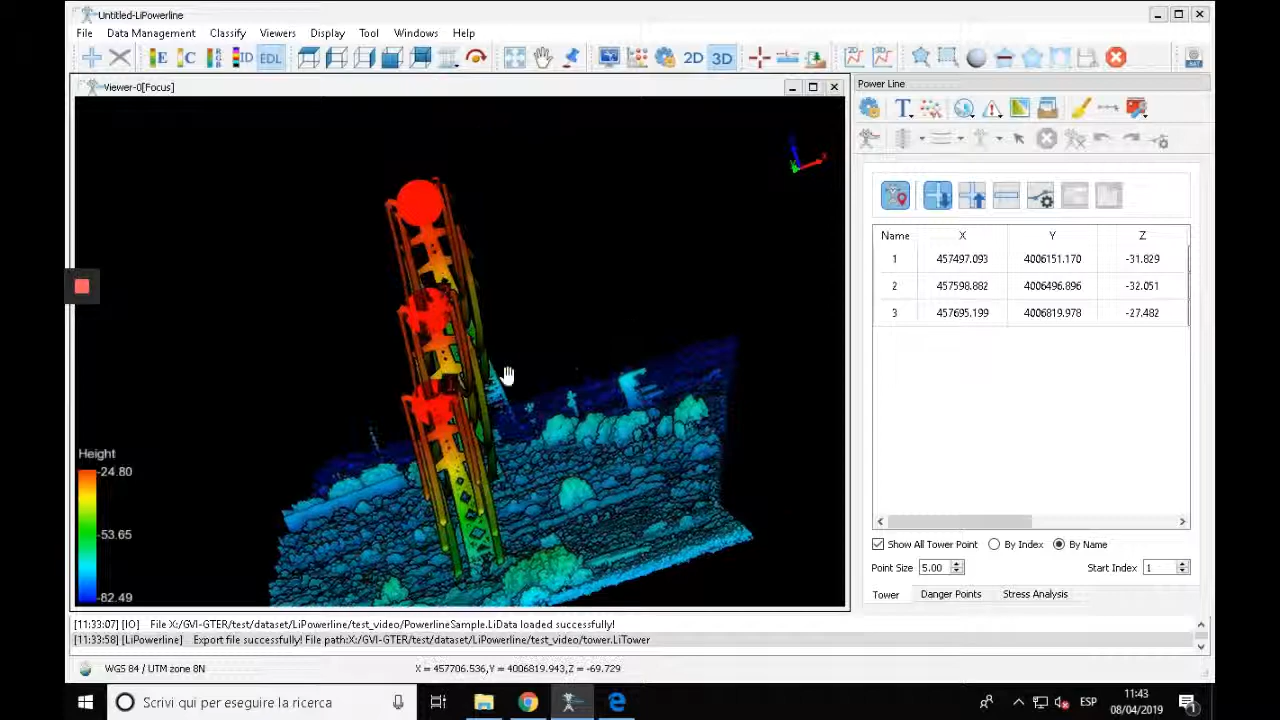 Untitled-LiPowerline
File Data Management Classify Viewers Display Tool Windows Help
E C ID EDL 2D 3D
Viewer-0[Focus]
Power Line
Name X Y Z
1 457497.093 4006151.170 -31.829
2 457598.882 4006496.896 -32.051
3 457695.199 4006819.978 -27.482
Height
-24.80
-53.65
-82.49
Show All Tower Point By Index By Name
Point Size 5.00 Start Index 1
Tower Danger Points Stress Analysis
[11:33:07] [IO] File X:/GVI-GTER/test/dataset/LiPowerline/test_video/PowerlineSample.LiData loaded successfully!
[11:33:58] [LiPowerline] Export file successfully! File path:X:/GVI-GTER/test/dataset/LiPowerline/test_video/tower.LiTower
WGS 84 / UTM zone 8N X = 457706.536,Y = 4006819.943,Z = -69.729
Scrivi qui per eseguire la ricerca
ESP
11:43
08/04/2019
1